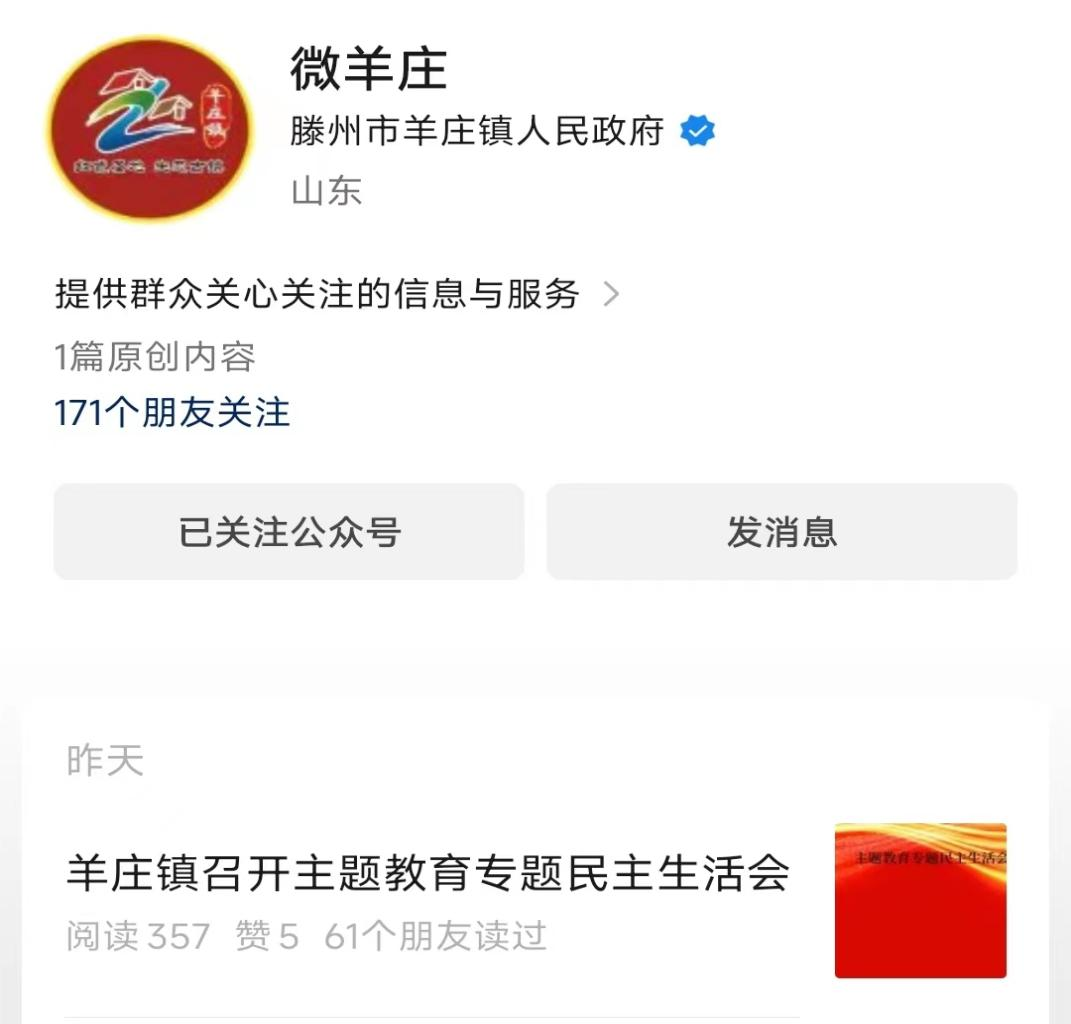 微羊庄
滕州市羊庄镇人民政府
山东
羊庄镇
提供群众关心关注的信息与服务
1篇原创内容
171个朋友关注
已关注公众号
发消息
昨天
羊庄镇召开主题教育专题民主生活会
阅读 357 赞 5 61个朋友读过
主题教育专题民主生活会